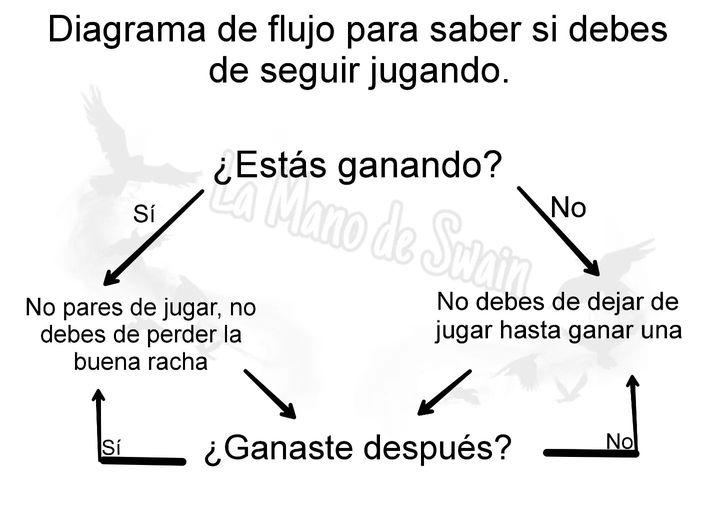 Diagrama de flujo para saber si debes
de seguir jugando.
¿Estás ganando?
Sí
No
La Mano de Swain
No pares de jugar, no
debes de perder la
buena racha
No debes de dejar de
jugar hasta ganar una
¿Ganaste después?
Sí
No